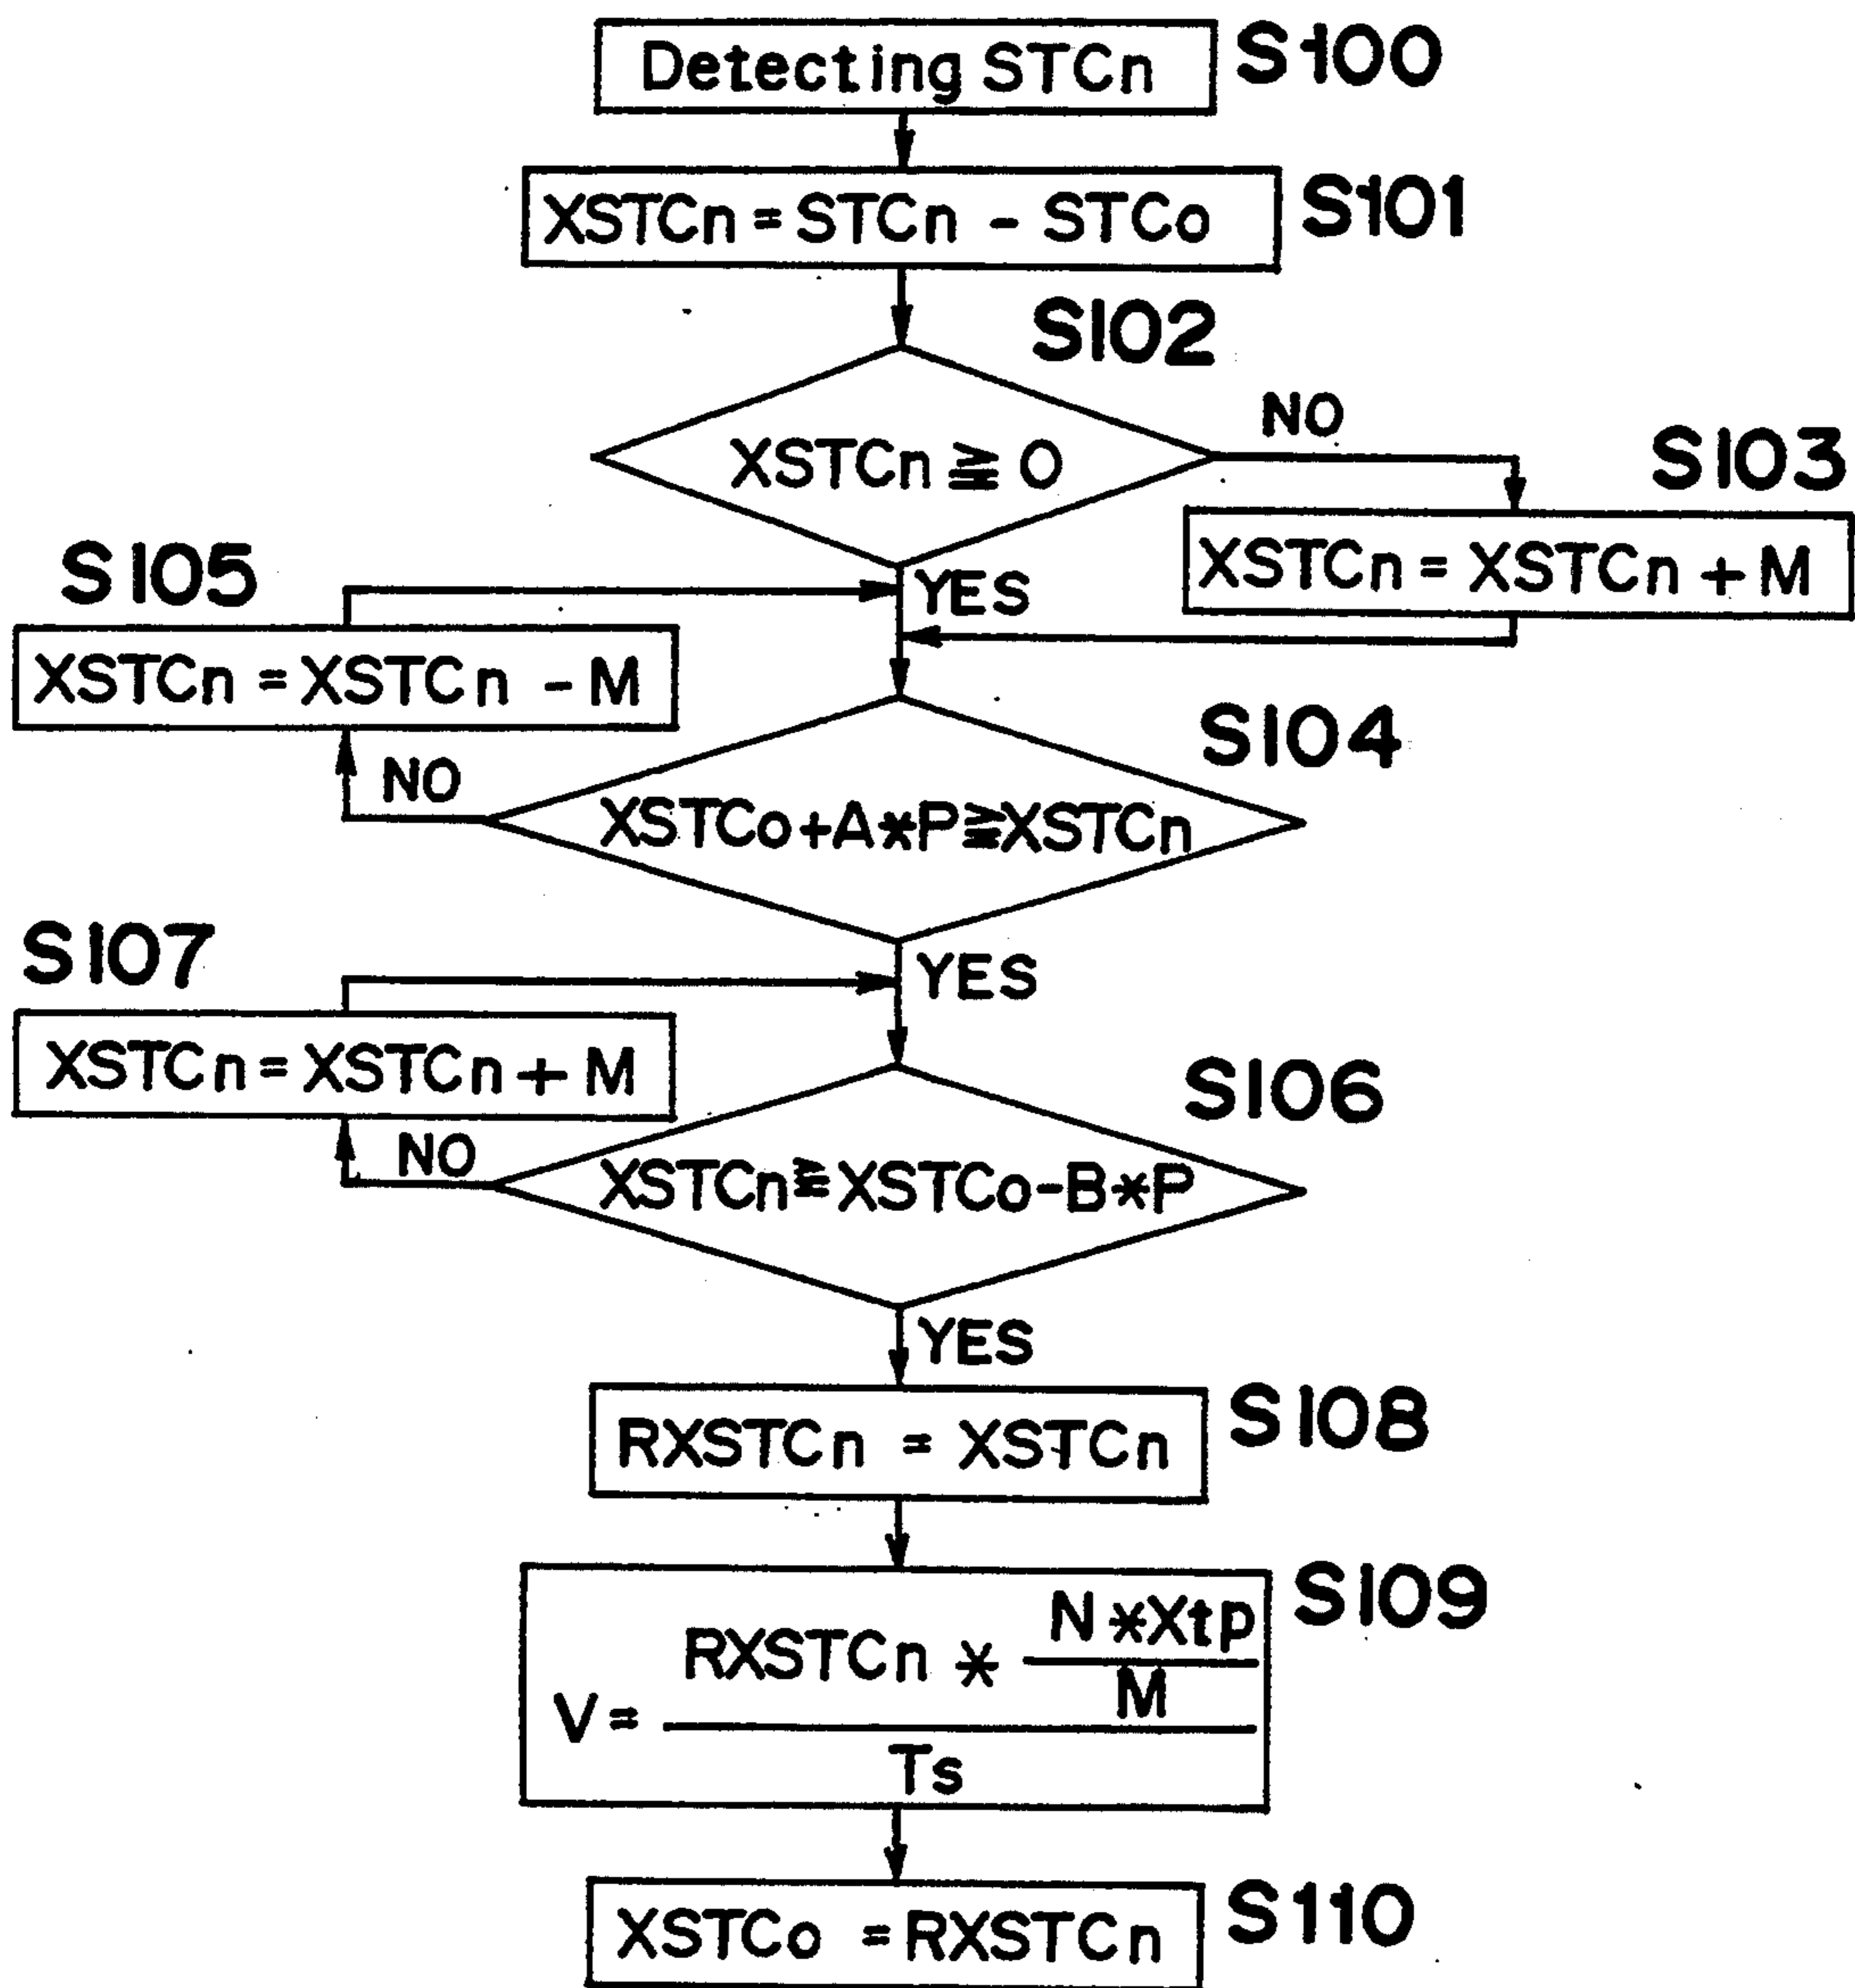 Detecting STCn S100
XSTCn = STCn - STCo S101
S102
XSTCn ≧ 0
NO
S103
XSTCn = XSTCn + M
YES
S105
XSTCn = XSTCn - M
NO
S104
XSTCo+A*P≧XSTCn
YES
S107
XSTCn = XSTCn + M
NO
S106
XSTCn≧XSTCo-B*P
YES
RXSTCn = XSTCn S108
S109
N*Xtp
RXSTCn *
M
V=
Ts
XSTCo = RXSTCn S110